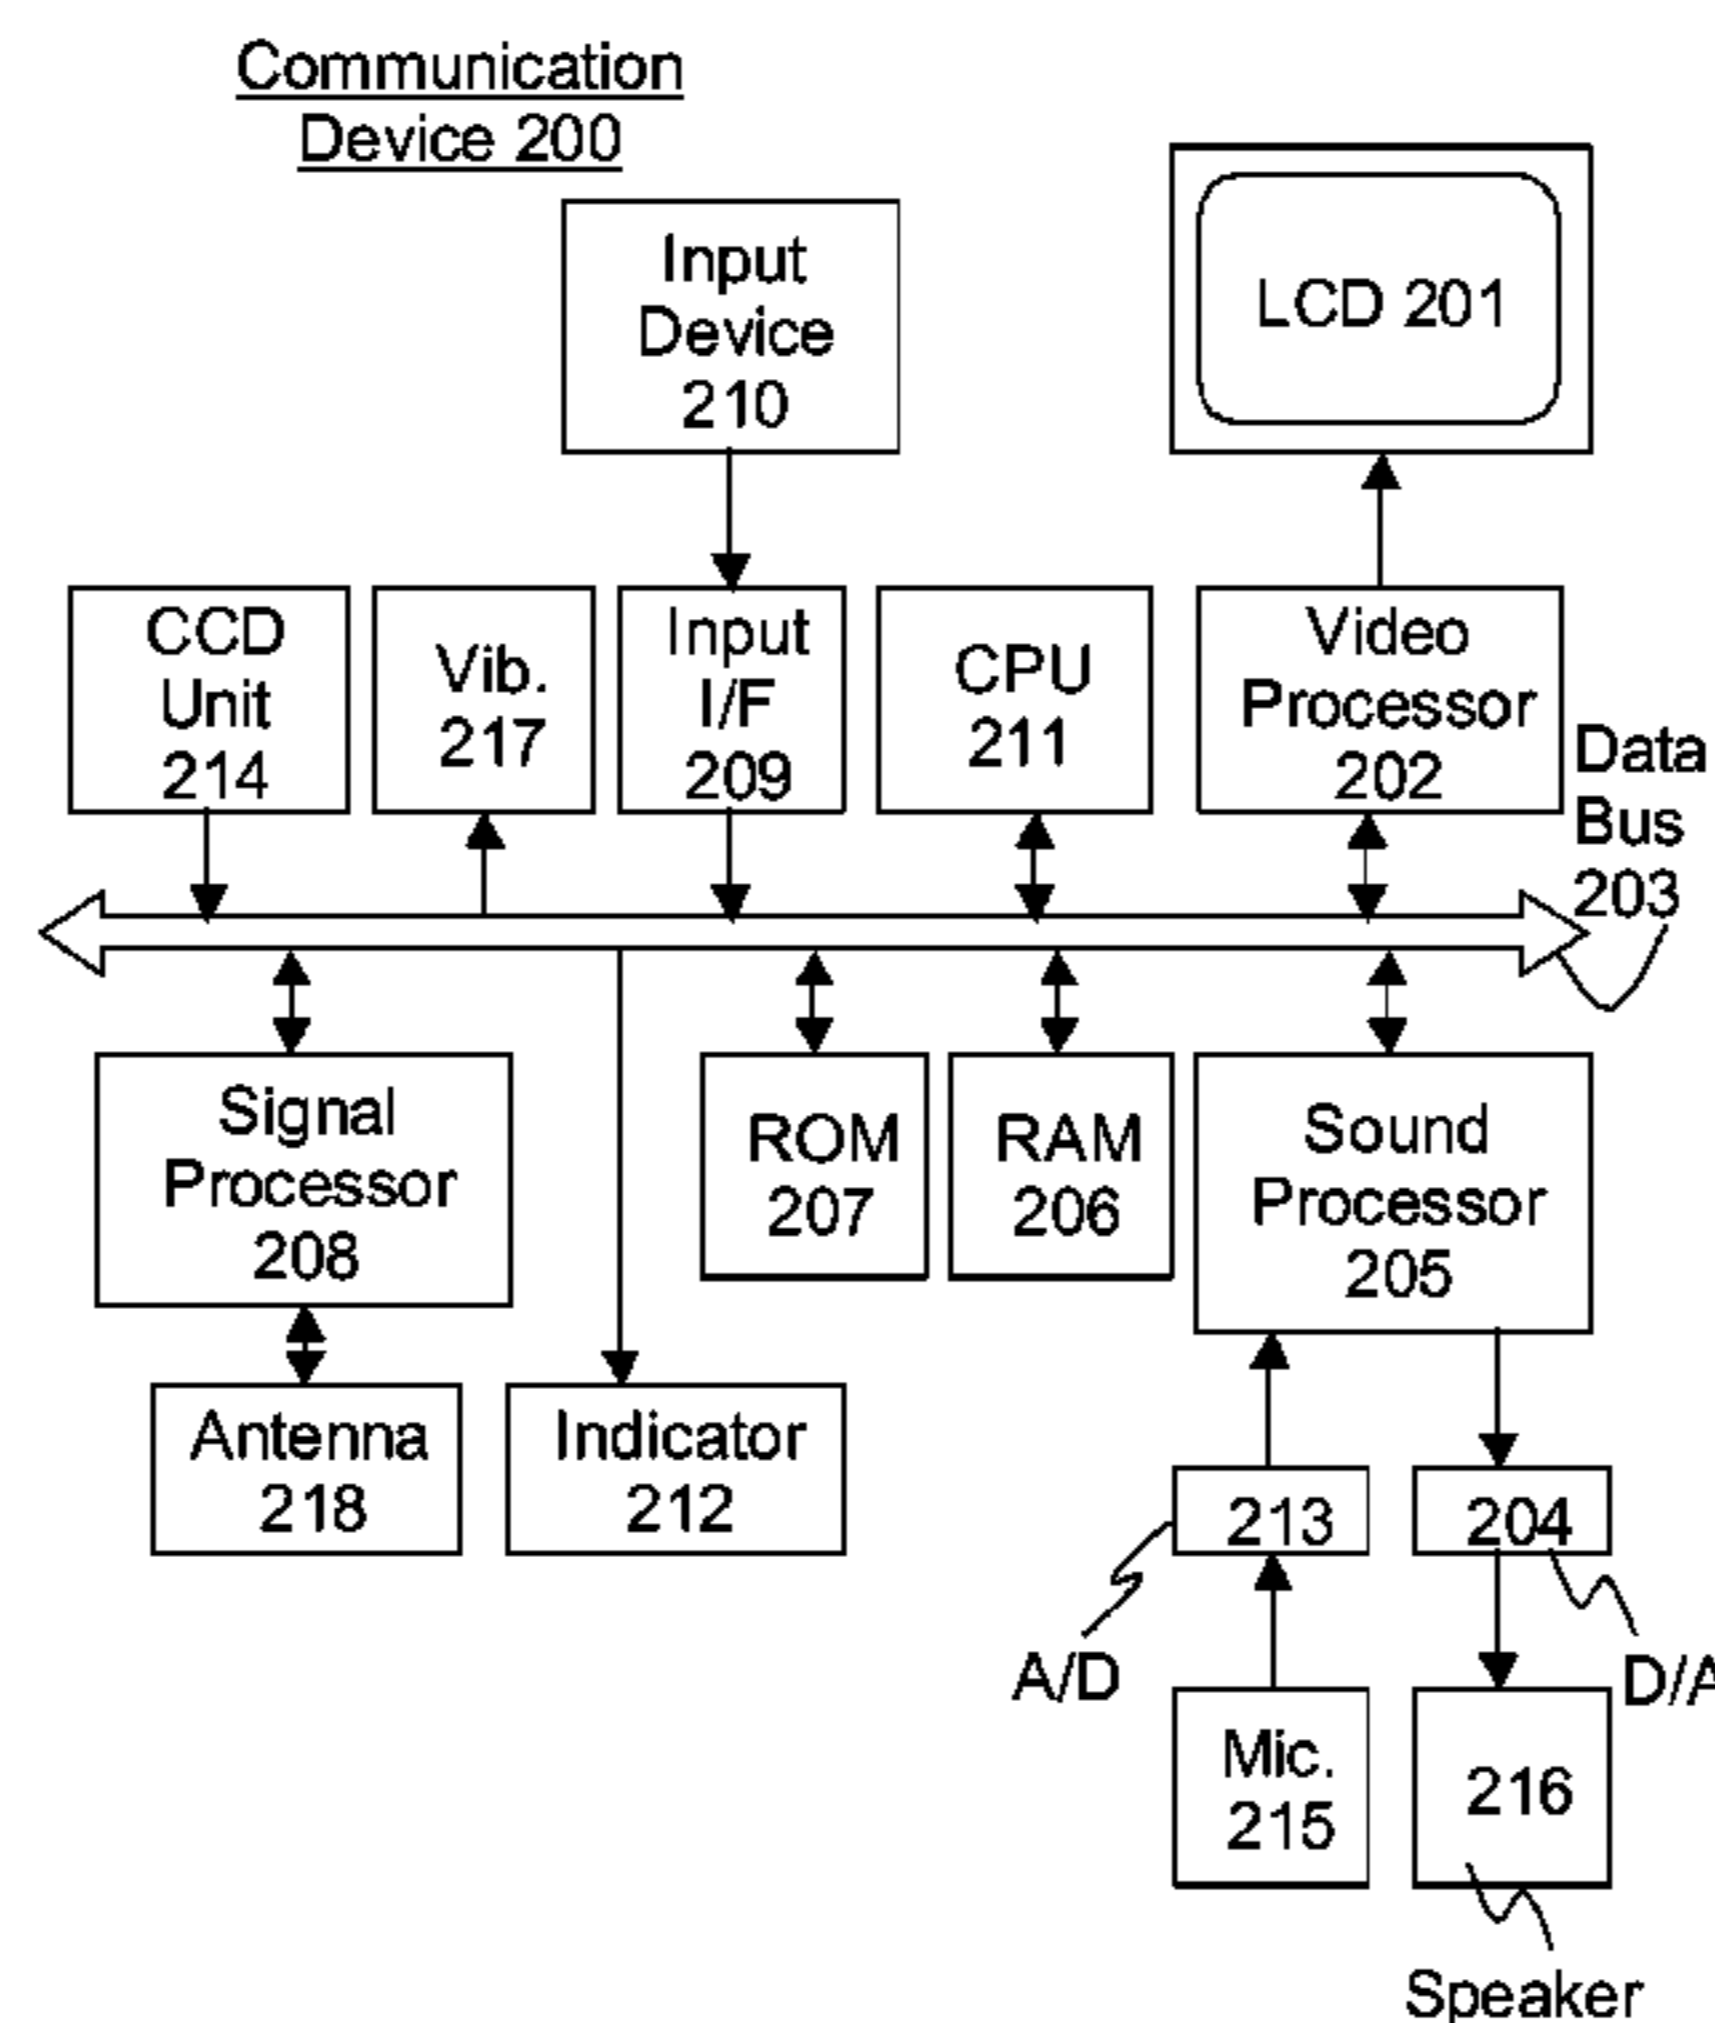 Communication
Device 200
Input
Device
210
LCD 201
CCD
Unit
214
Vib.
217
Input
I/F
209
CPU
211
Video
Processor
202
Data
Bus
203
Signal
Processor
208
ROM
207
RAM
206
Sound
Processor
205
Antenna
218
Indicator
212
213
204
A/D
D/A
Mic.
215
216
Speaker